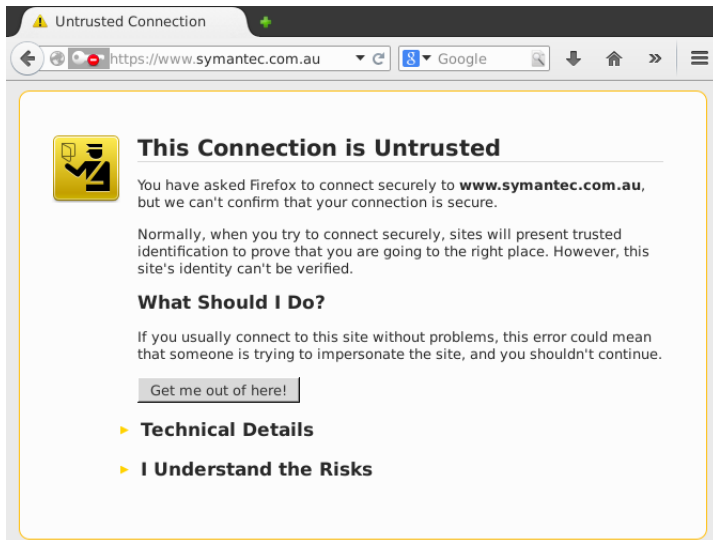 Untrusted Connection
https://www.symantec.com.au
8 Google
This Connection is Untrusted
You have asked Firefox to connect securely to www.symantec.com.au,
but we can't confirm that your connection is secure.
Normally, when you try to connect securely, sites will present trusted
identification to prove that you are going to the right place. However, this
site's identity can't be verified.
What Should I Do?
If you usually connect to this site without problems, this error could mean
that someone is trying to impersonate the site, and you shouldn't continue.
Get me out of here!
Technical Details
I Understand the Risks